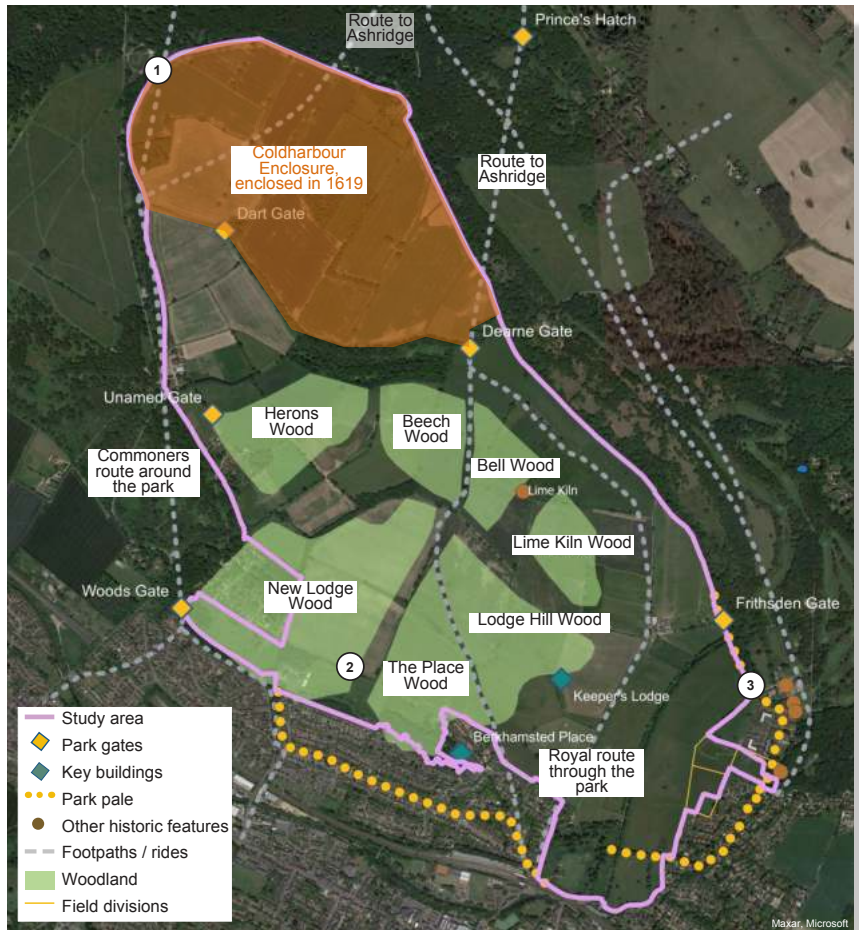 Route to
Ashridge
Prince's Hatch
1
Coldharbour
Enclosure,
enclosed in 1619
Route to
Ashridge
Dart Gate
Dearne Gate
Unamed Gate
Herons
Wood
Beech
Wood
Commoners
route around
the park
Bell Wood
Lime Kiln
Lime Kiln Wood
Woods Gate
New Lodge
Wood
Lodge Hill Wood
Frithsden Gate
2
The Place
Wood
3
Keeper's Lodge
Berkhamsted Place
Royal route
through the
park
Study area
Park gates
Key buildings
Park pale
Other historic features
Footpaths / rides
Woodland
Field divisions
Maxar, Microsoft